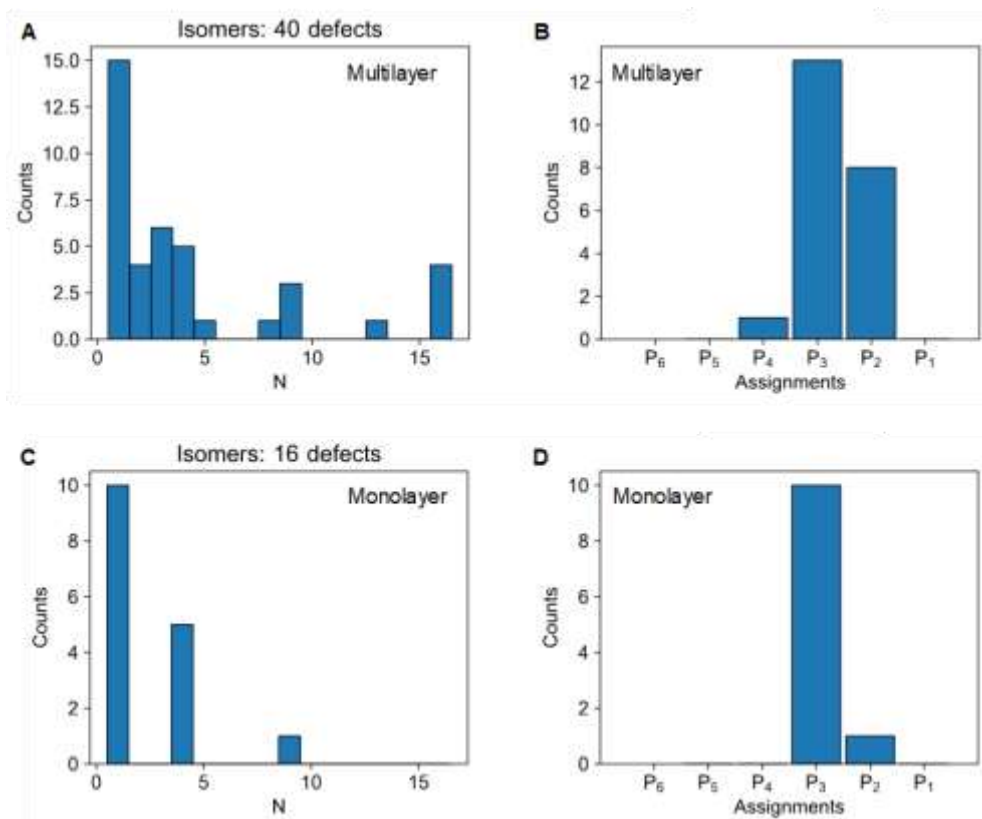 A
Isomers: 40 defects
Multilayer
15.0
12.5
15.0
7.5
5.0
2.5
0.0
Counts
0 5 10 15
N
B
Multilayer
12
10
8
6
4
2
0
Counts
P₆ P₅ P₄ P₃ P₂ P₁
Assignments
C
Isomers: 16 defects
Monolayer
10
8
6
4
2
0
Counts
0 5 10 15
N
D
Monolayer
10
8
6
4
2
0
Counts
P₆ P₅ P₄ P₃ P₂ P₁
Assignments